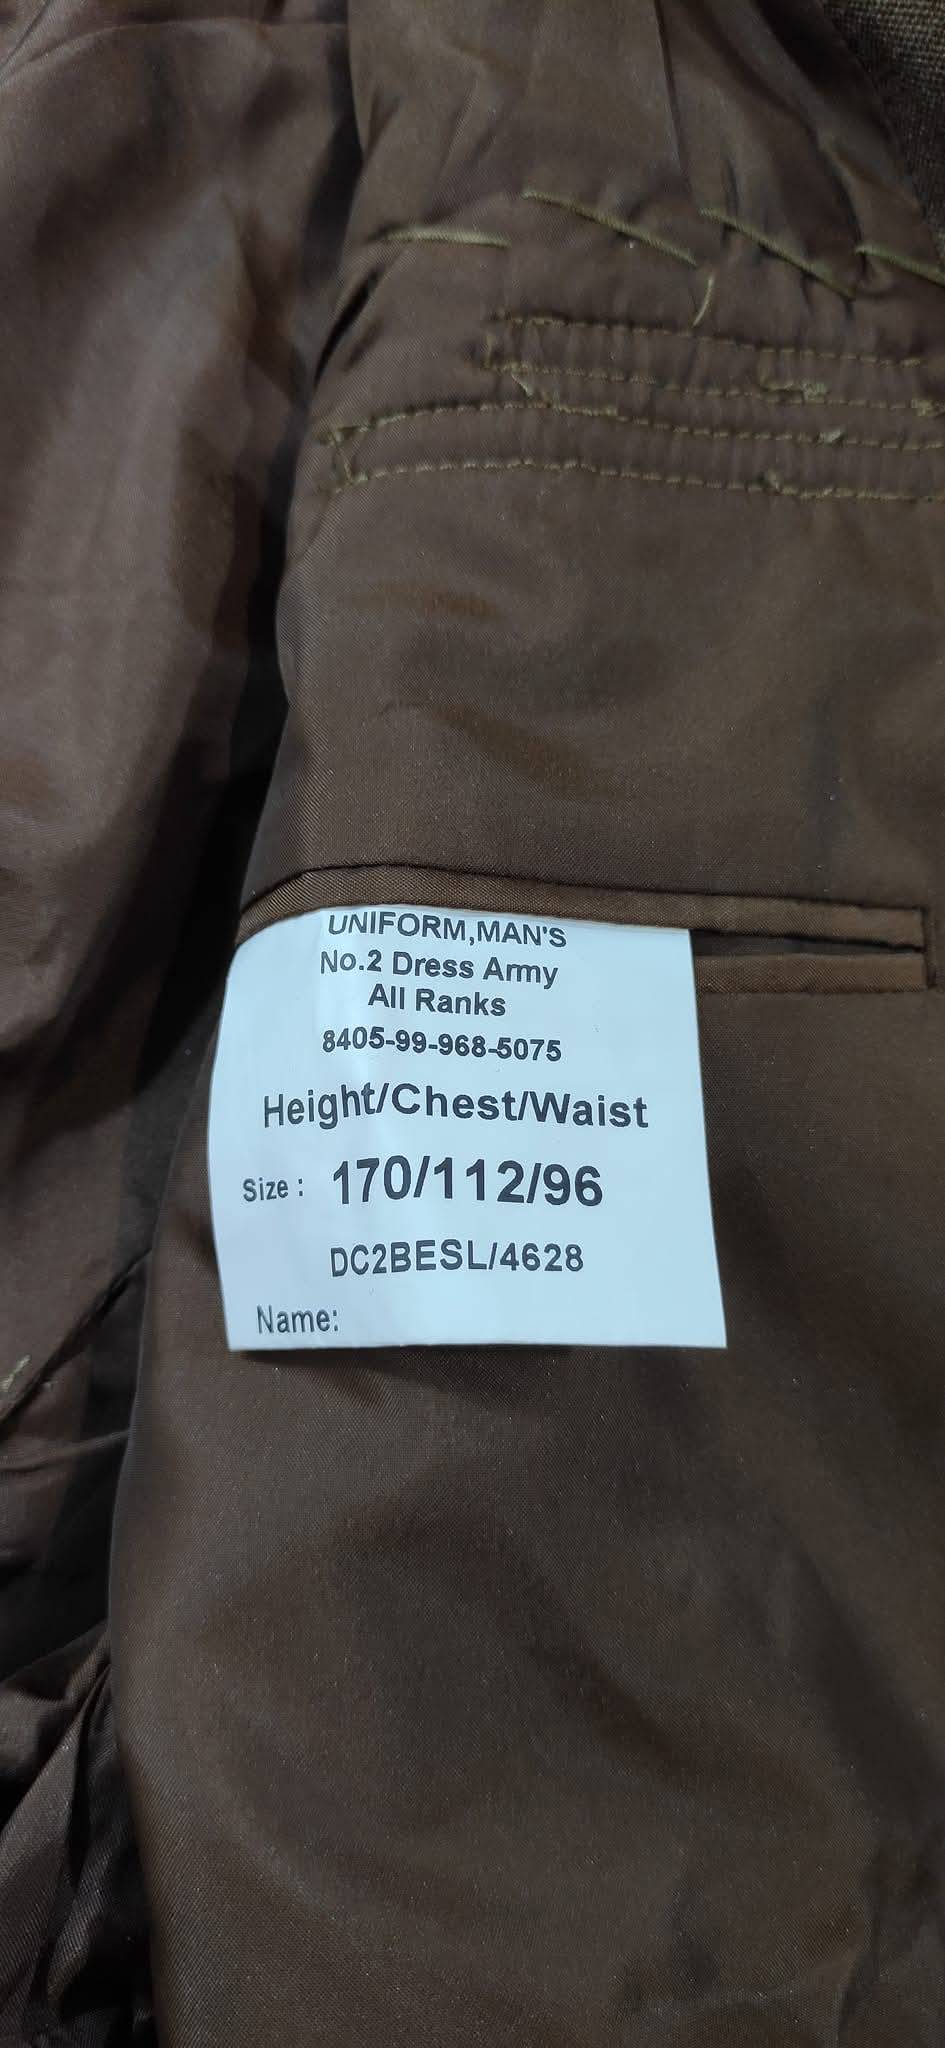 UNIFORM,MAN'S
No.2 Dress Army
All Ranks
8405-99-968-5075
Height/Chest/Waist
Size : 170/112/96
DC2BESL/4628
Name: